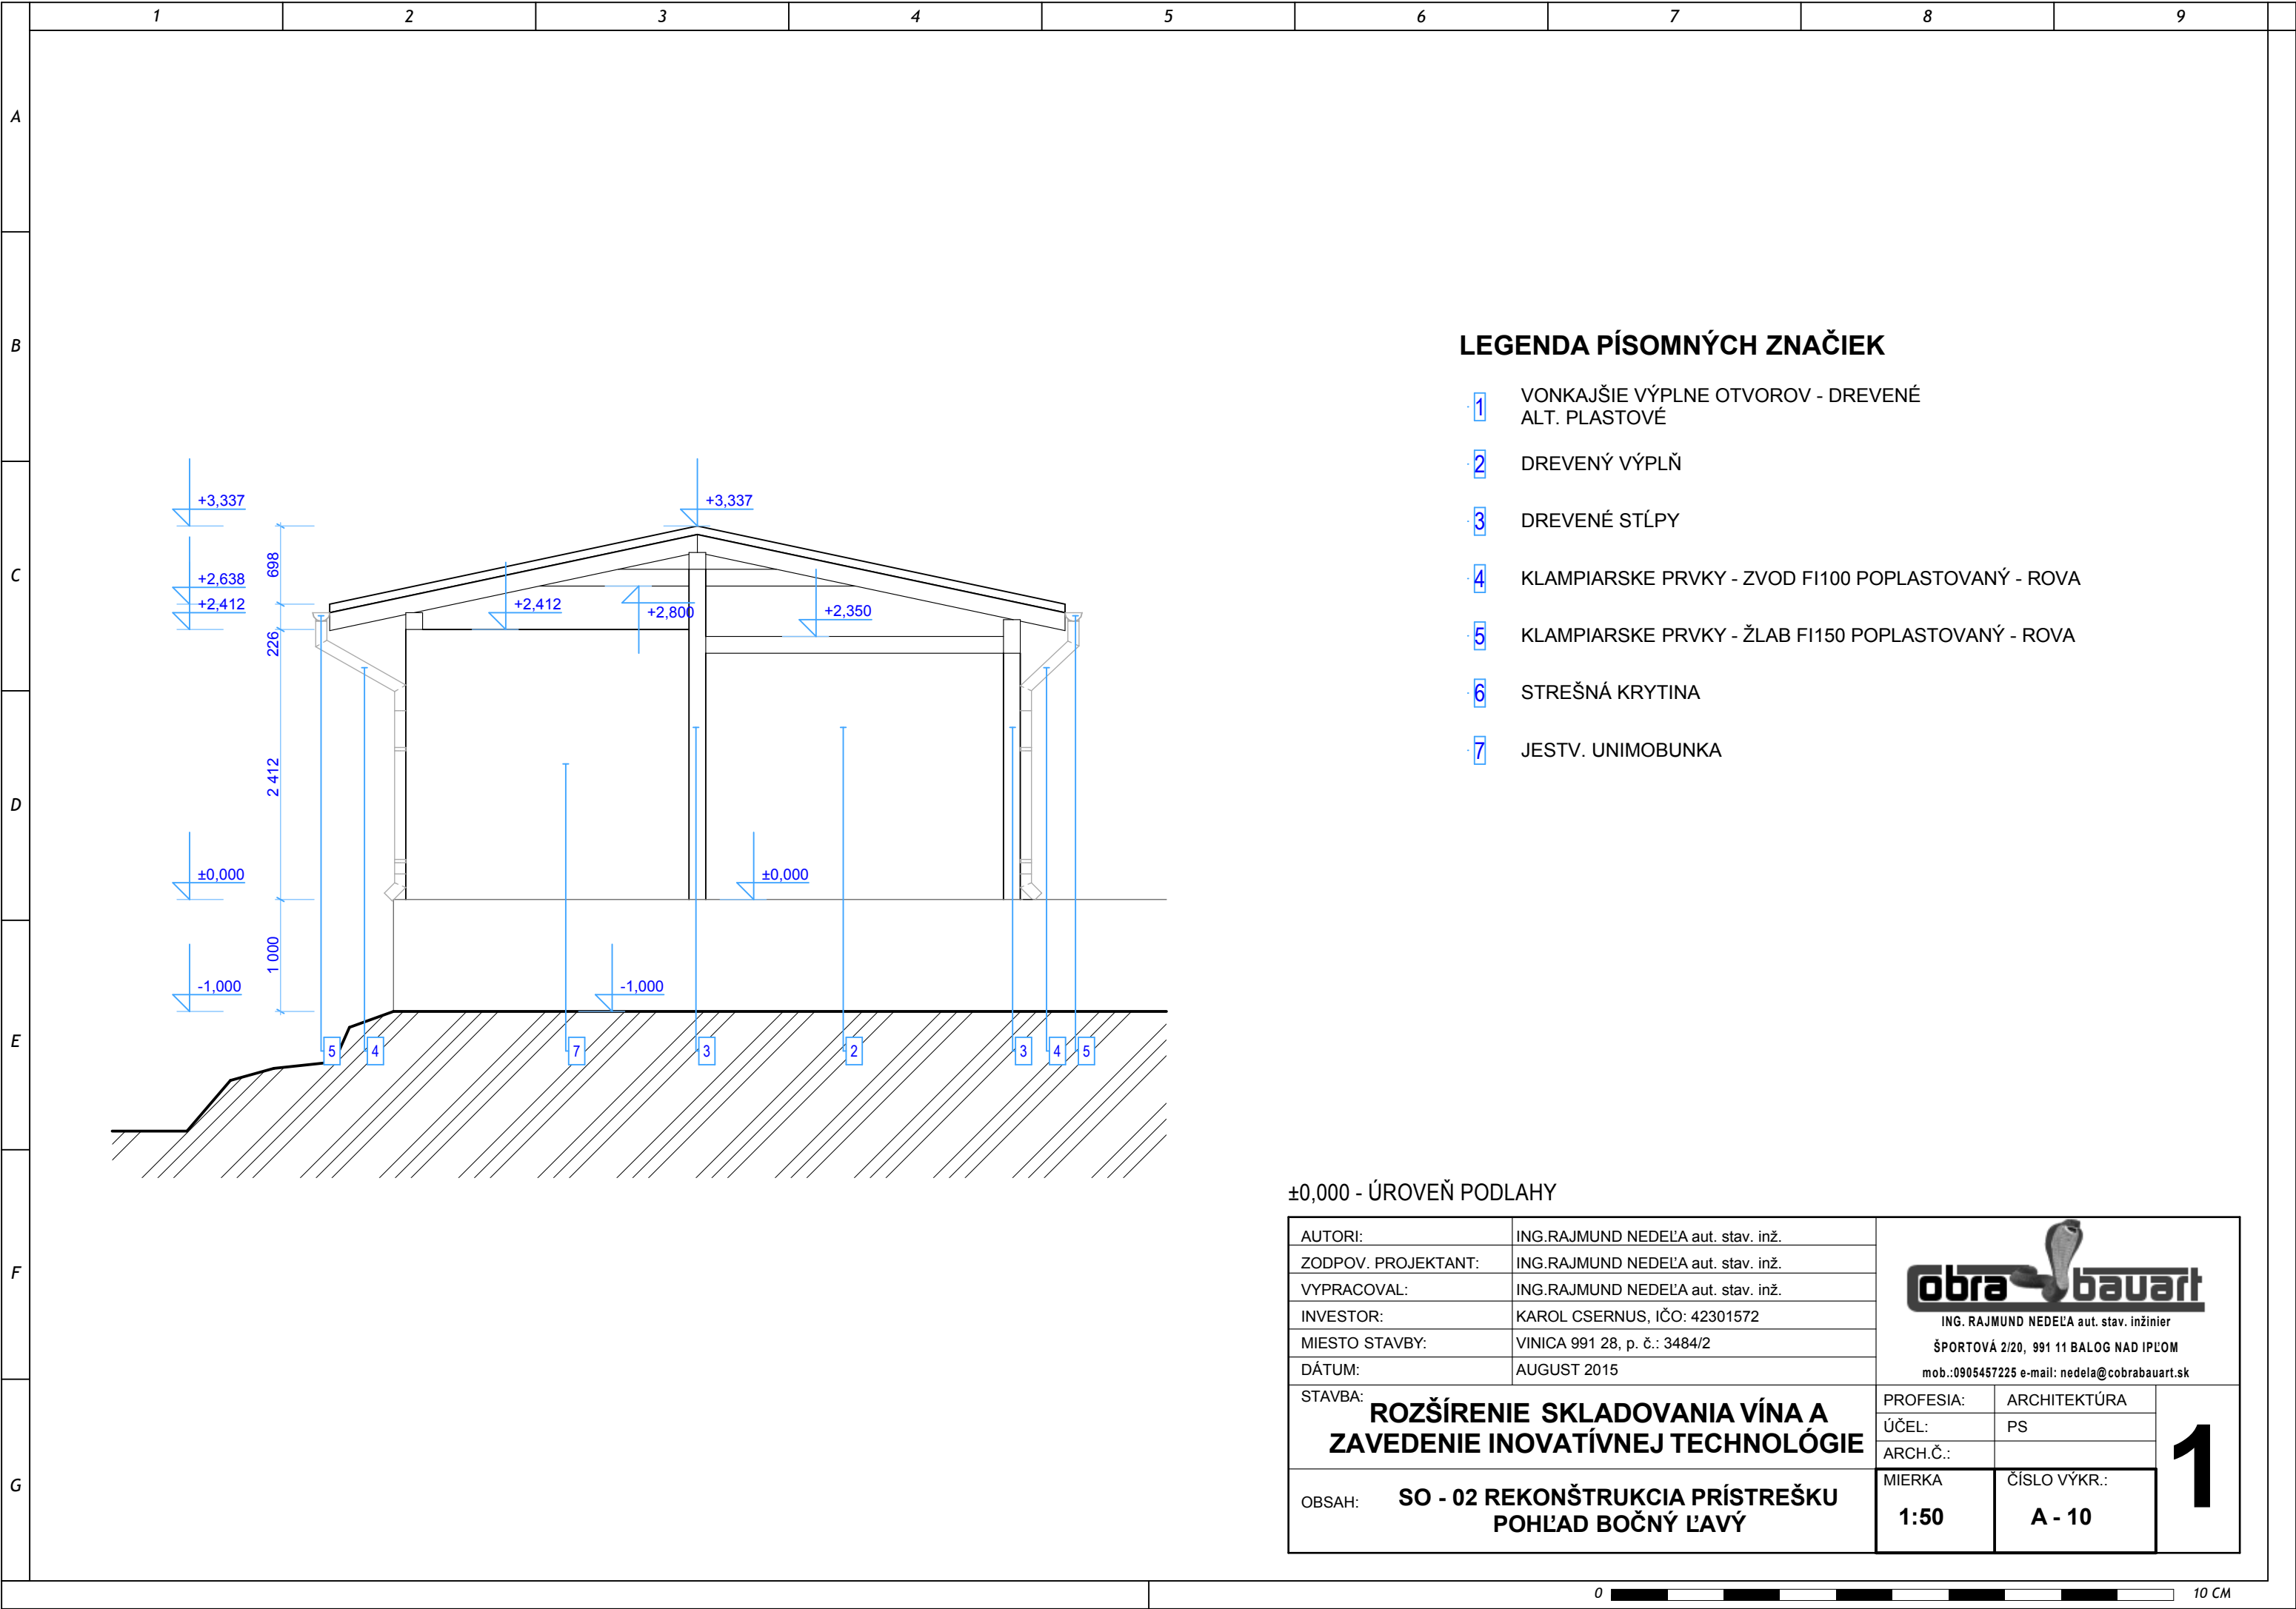 1 2 3 4 5 6 7 8 9
A
B
C
D
E
F
G
+3,337
+3,337
698
+2,638
+2,412
+2,412
+2,800
+2,350
226
2 412
±0,000
±0,000
1 000
-1,000
-1,000
5 4 7 3 2 3 4 5
LEGENDA PÍSOMNÝCH ZNAČIEK
1 VONKAJŠIE VÝPLNE OTVOROV - DREVENÉ
ALT. PLASTOVÉ
2 DREVENÝ VÝPLŇ
3 DREVENÉ STĹPY
4 KLAMPIARSKE PRVKY - ZVOD FI100 POPLASTOVANÝ - ROVA
5 KLAMPIARSKE PRVKY - ŽLAB FI150 POPLASTOVANÝ - ROVA
6 STREŠNÁ KRYTINA
7 JESTV. UNIMOBUNKA
±0,000 - ÚROVEŇ PODLAHY
AUTORI: ING.RAJMUND NEDEĽA aut. stav. inž.
ZODPOV. PROJEKTANT: ING.RAJMUND NEDEĽA aut. stav. inž.
VYPRACOVAL: ING.RAJMUND NEDEĽA aut. stav. inž.
INVESTOR: KAROL CSERNUS, IČO: 42301572
MIESTO STAVBY: VINICA 991 28, p. č.: 3484/2
DÁTUM: AUGUST 2015
Cobra bauart
ING. RAJMUND NEDEĽA aut. stav. inžinier
ŠPORTOVÁ 2/20, 991 11 BALOG NAD IPĽOM
mob.:0905457225 e-mail: nedela@cobrabauart.sk
STAVBA: ROZŠÍRENIE SKLADOVANIA VÍNA A
ZAVEDENIE INOVATÍVNEJ TECHNOLÓGIE
PROFESIA: ARCHITEKTÚRA
ÚČEL: PS
ARCH.Č.:
1
OBSAH: SO - 02 REKONŠTRUKCIA PRÍSTREŠKU
POHĽAD BOČNÝ ĽAVÝ
MIERKA ČÍSLO VÝKR.:
1:50 A - 10
0 10 CM